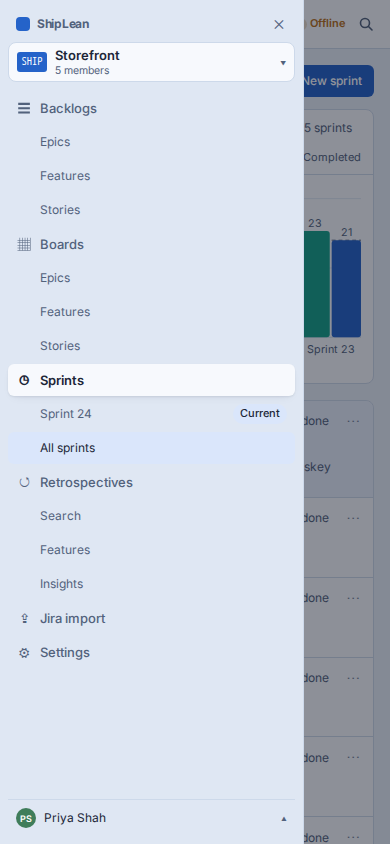 ShipLean
Offline
SHIP
Storefront
5 members
New sprint
Backlogs
5 sprints
Epics
Completed
Features
Stories
23
21
Boards
Epics
Features
Stories
Sprint 23
Sprints
Sprint 24
Current
done
All sprints
skey
Retrospectives
Search
done
Features
Insights
done
Jira import
Settings
done
done
PS
Priya Shah
done